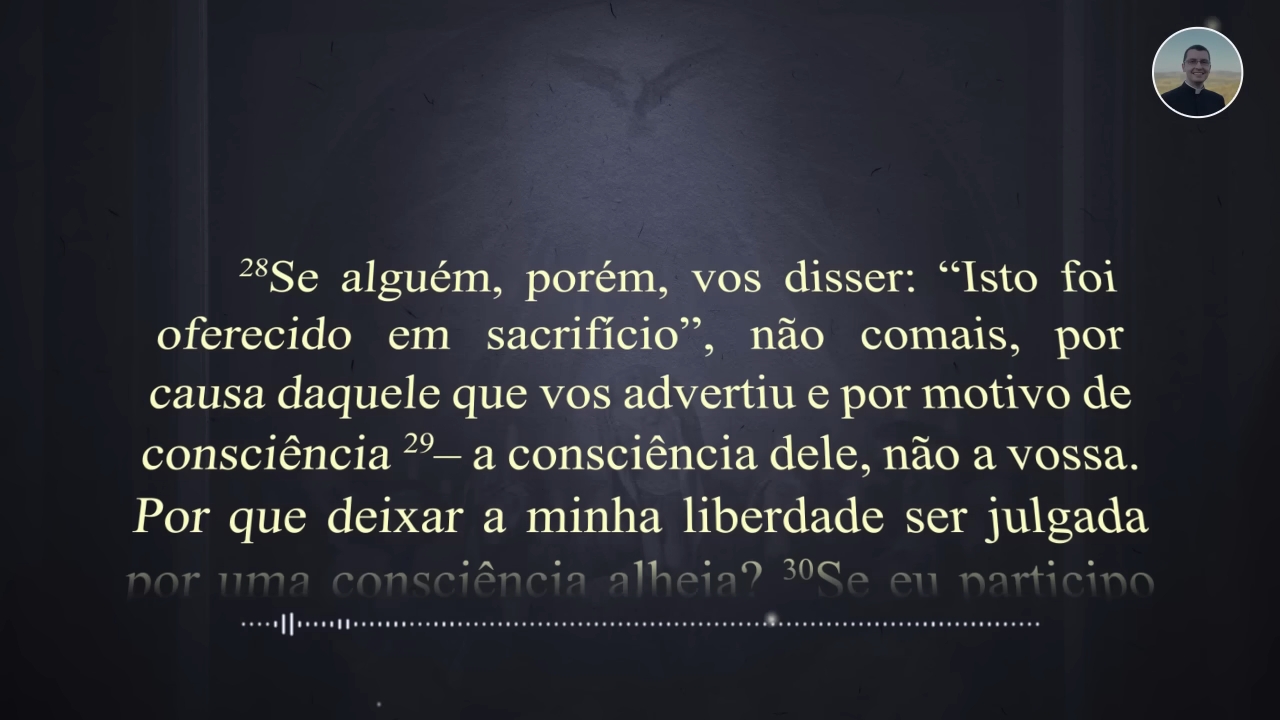 ²⁸Se alguém, porém, vos disser: “Isto foi
oferecido em sacrifício”, não comais, por
causa daquele que vos advertiu e por motivo de
consciência ²⁹– a consciência dele, não a vossa.
Por que deixar a minha liberdade ser julgada
por uma consciência alheia? ³⁰Se eu participo